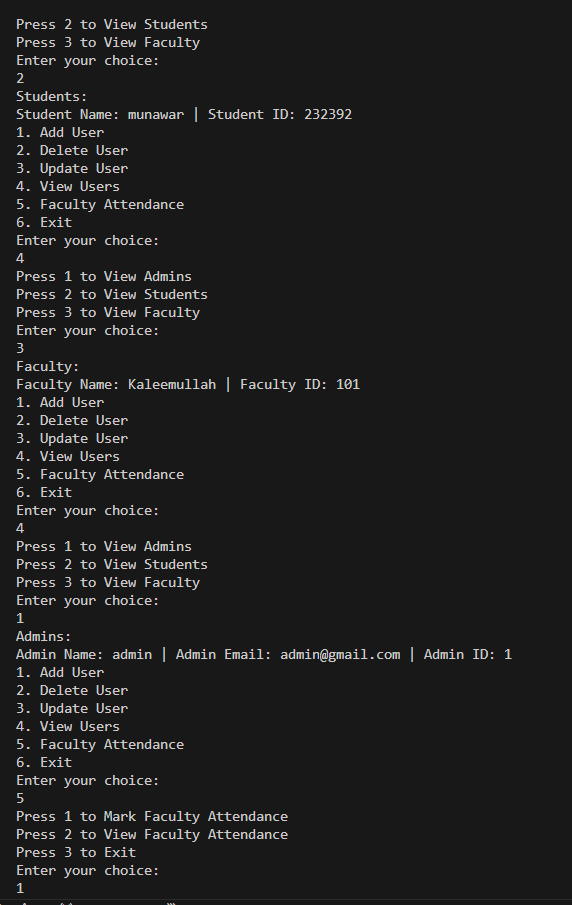 Press 2 to View Students
Press 3 to View Faculty
Enter your choice:
2
Students:
Student Name: munawar | Student ID: 232392
1. Add User
2. Delete User
3. Update User
4. View Users
5. Faculty Attendance
6. Exit
Enter your choice:
4
Press 1 to View Admins
Press 2 to View Students
Press 3 to View Faculty
Enter your choice:
3
Faculty:
Faculty Name: Kaleemullah | Faculty ID: 101
1. Add User
2. Delete User
3. Update User
4. View Users
5. Faculty Attendance
6. Exit
Enter your choice:
4
Press 1 to View Admins
Press 2 to View Students
Press 3 to View Faculty
Enter your choice:
1
Admins:
Admin Name: admin | Admin Email: admin@gmail.com | Admin ID: 1
1. Add User
2. Delete User
3. Update User
4. View Users
5. Faculty Attendance
6. Exit
Enter your choice:
5
Press 1 to Mark Faculty Attendance
Press 2 to View Faculty Attendance
Press 3 to Exit
Enter your choice:
1